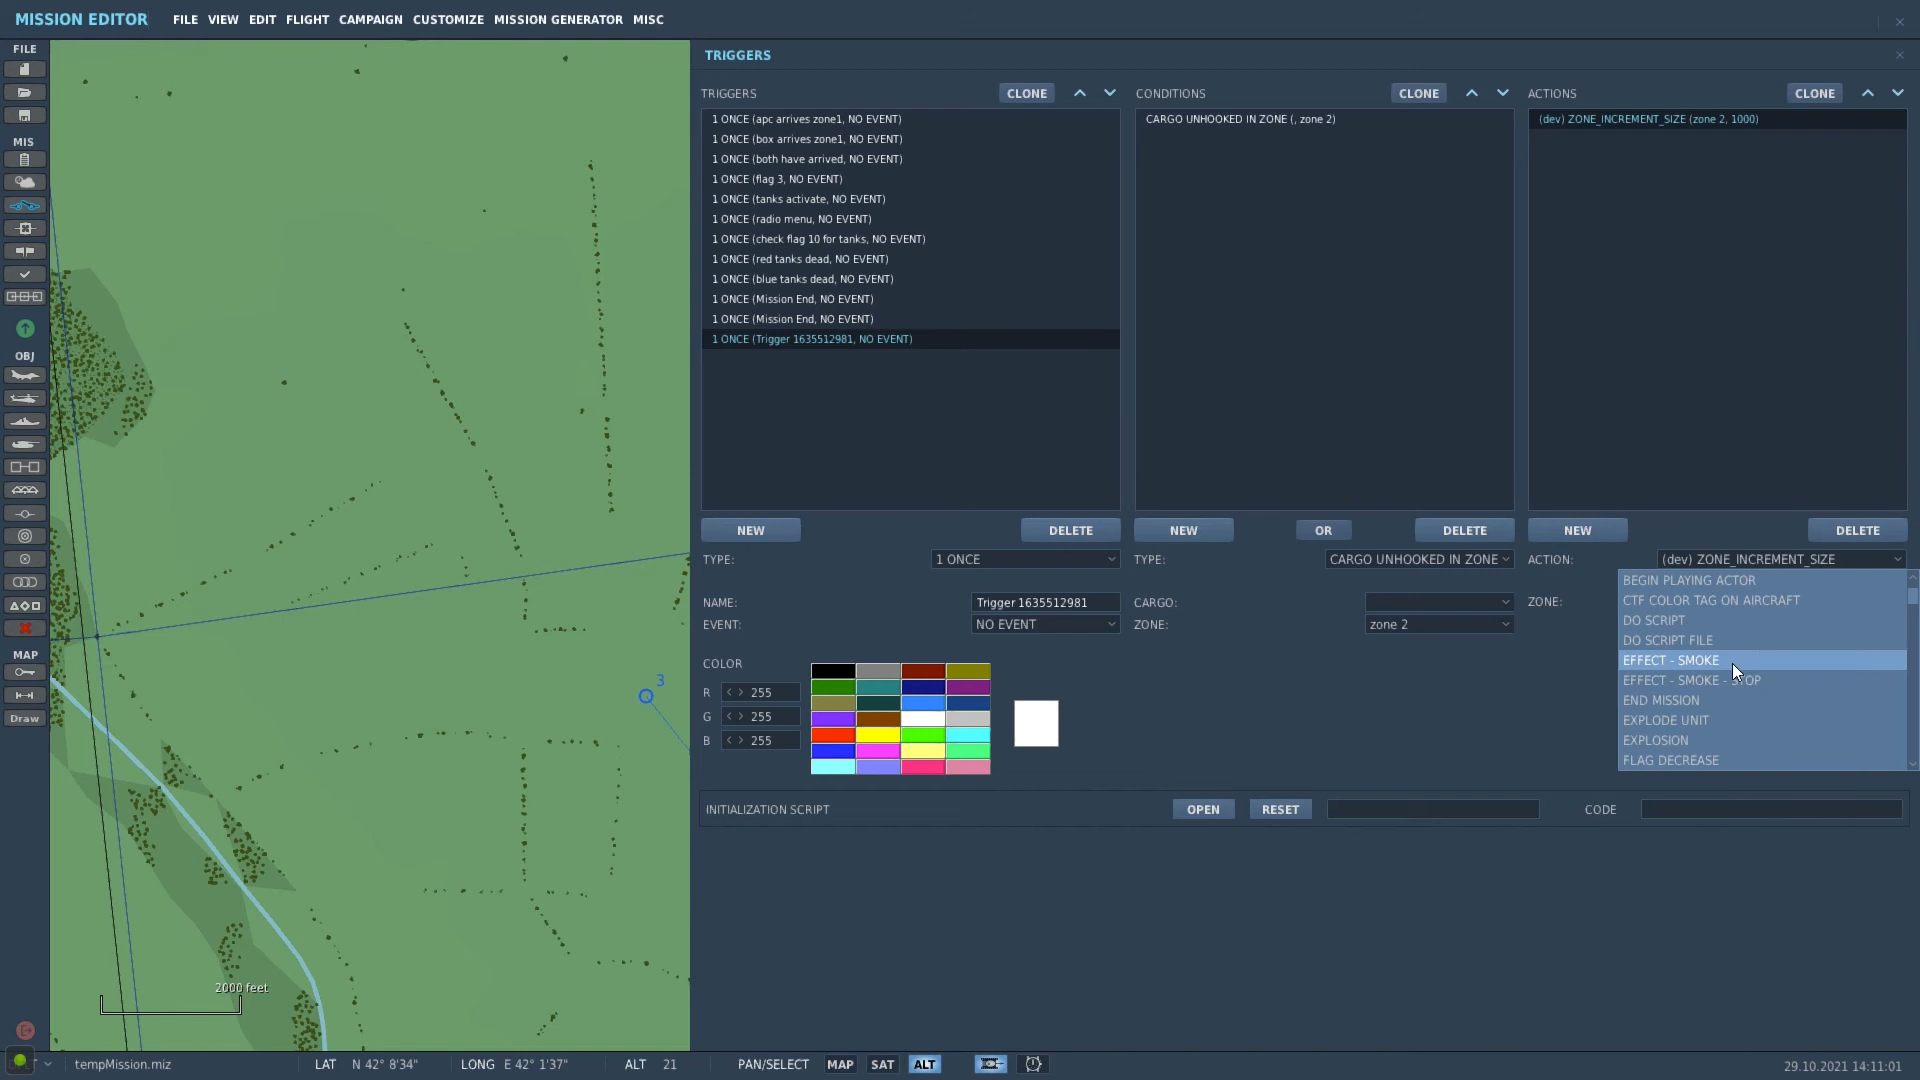 MISSION EDITOR FILE VIEW EDIT FLIGHT CAMPAIGN CUSTOMIZE MISSION GENERATOR MISC
FILE
MIS
OBJ
MAP
Draw
3
2000 feet
TRIGGERS
TRIGGERS CLONE
1 ONCE (apc arrives zone1, NO EVENT)
1 ONCE (box arrives zone1, NO EVENT)
1 ONCE (both have arrived, NO EVENT)
1 ONCE (flag 3, NO EVENT)
1 ONCE (tanks activate, NO EVENT)
1 ONCE (radio menu, NO EVENT)
1 ONCE (check flag 10 for tanks, NO EVENT)
1 ONCE (red tanks dead, NO EVENT)
1 ONCE (blue tanks dead, NO EVENT)
1 ONCE (Mission End, NO EVENT)
1 ONCE (Mission End, NO EVENT)
1 ONCE (Trigger 1635512981, NO EVENT)
NEW DELETE
TYPE: 1 ONCE
NAME: Trigger 1635512981
EVENT: NO EVENT
COLOR
R 255
G 255
B 255
CONDITIONS CLONE
CARGO UNHOOKED IN ZONE (, zone 2)
NEW OR DELETE
TYPE: CARGO UNHOOKED IN ZONE
CARGO:
ZONE: zone 2
ACTIONS CLONE
(dev) ZONE_INCREMENT_SIZE (zone 2, 1000)
NEW DELETE
ACTION: (dev) ZONE_INCREMENT_SIZE
ZONE:
BEGIN PLAYING ACTOR
CTF COLOR TAG ON AIRCRAFT
DO SCRIPT
DO SCRIPT FILE
EFFECT - SMOKE
EFFECT - SMOKE - STOP
END MISSION
EXPLODE UNIT
EXPLOSION
FLAG DECREASE
INITIALIZATION SCRIPT OPEN RESET CODE
tempMission.miz LAT N 42° 8'34" LONG E 42° 1'37" ALT 21 PAN/SELECT MAP SAT ALT 29.10.2021 14:11:01